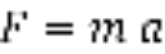 F = m a